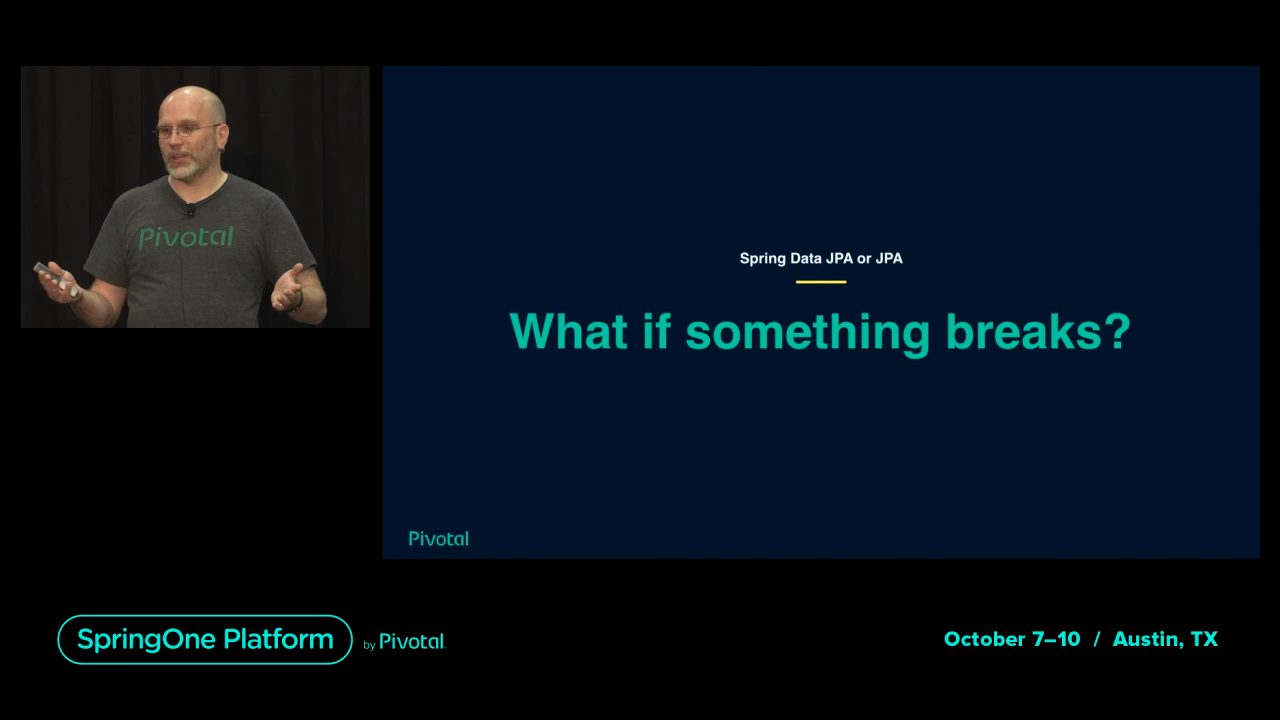 Pivotal
Spring Data JPA or JPA
What if something breaks?
Pivotal
SpringOne Platform by Pivotal
October 7–10 / Austin, TX